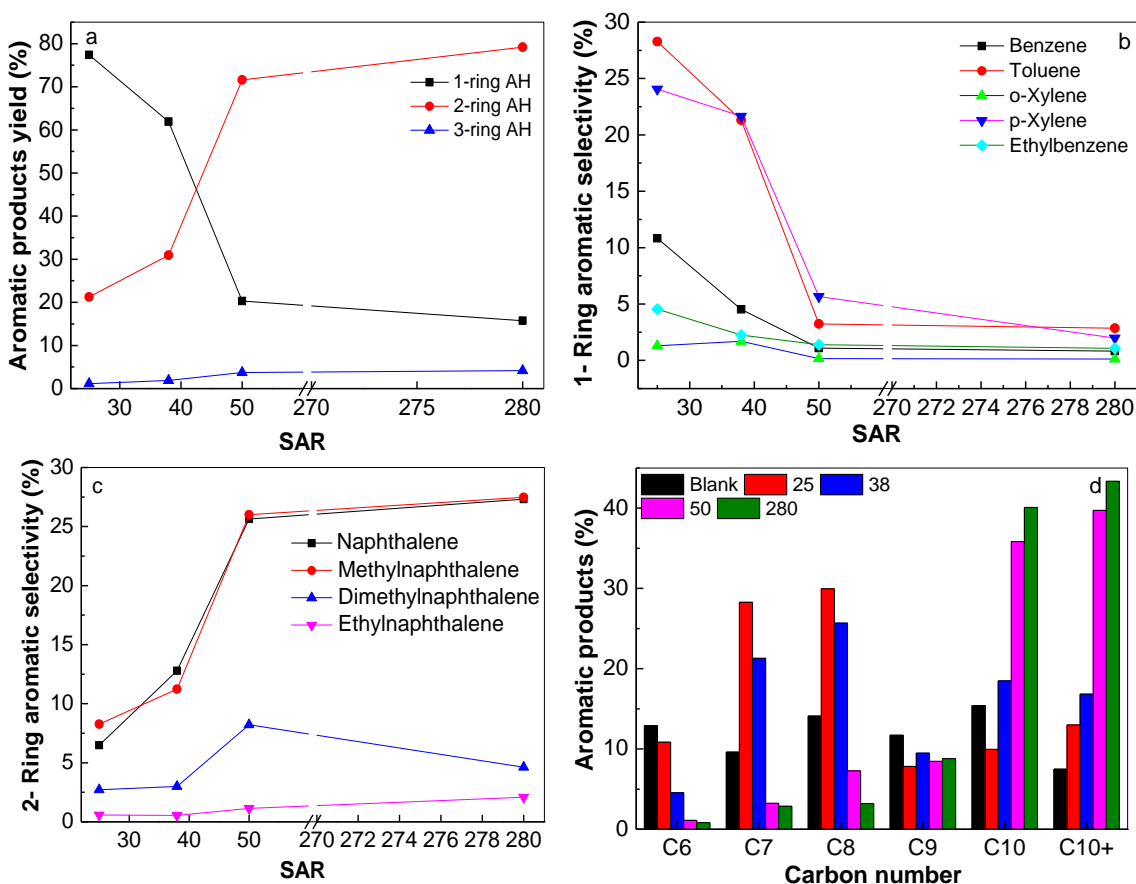 a
Aromatic products yield (%)
80
70
60
50
40
30
20
10
0
1-ring AH
2-ring AH
3-ring AH
30 40 50 270 275 280
SAR
b
1- Ring aromatic selectivity (%)
30
25
20
15
10
5
0
Benzene
Toluene
o-Xylene
p-Xylene
Ethylbenzene
30 40 50 270 272 274 276 278 280
SAR
c
2- Ring aromatic selectivity (%)
30
25
20
15
10
5
0
Naphthalene
Methylnaphthalene
Dimethylnaphthalene
Ethylnaphthalene
30 40 50 270 272 274 276 278 280
SAR
d
Aromatic products (%)
40
30
20
10
0
Blank 25 38
50 280
C6 C7 C8 C9 C10 C10+
Carbon number